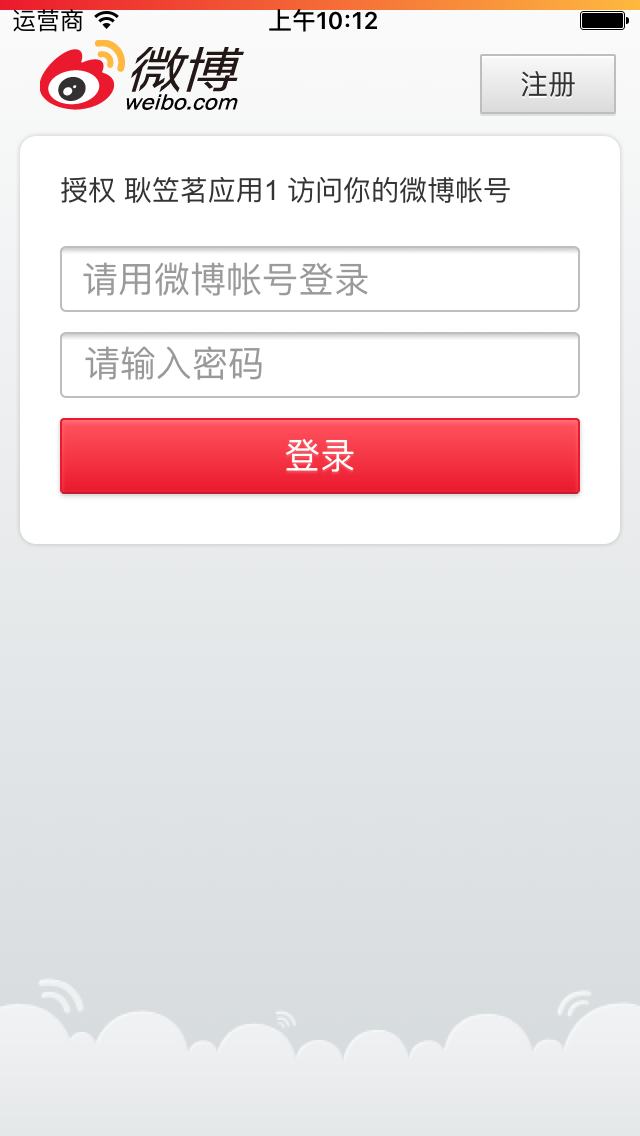 运营商 上午10:12
微博
weibo.com
注册
授权 耿笠茗应用1 访问你的微博帐号
请用微博帐号登录
请输入密码
登录